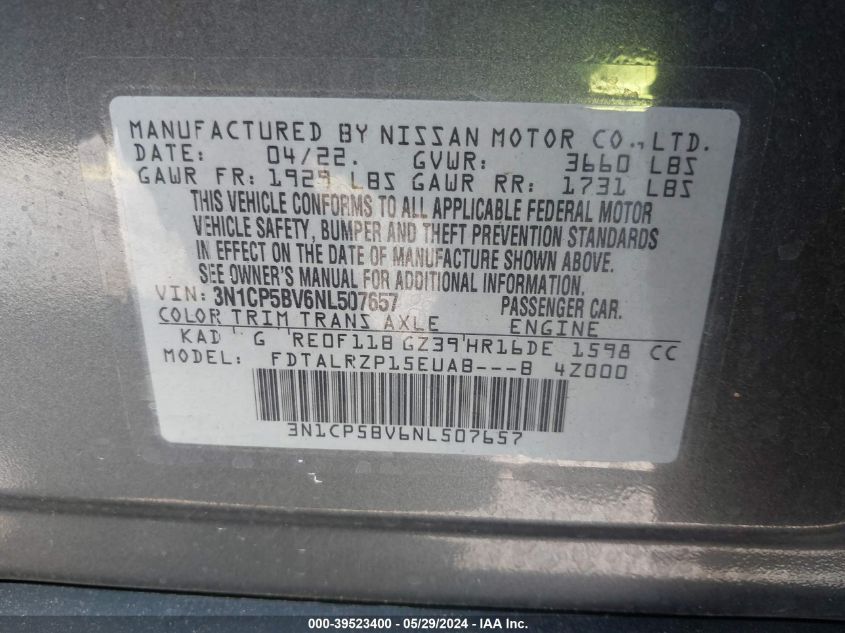 MANUFACTURED BY NISSAN MOTOR CO., LTD.
DATE: 04/22. GVWR: 3660 LBS
GAWR FR: 1929 LBS GAWR RR: 1731 LBS
THIS VEHICLE CONFORMS TO ALL APPLICABLE FEDERAL MOTOR
VEHICLE SAFETY, BUMPER AND THEFT PREVENTION STANDARDS
IN EFFECT ON THE DATE OF MANUFACTURE SHOWN ABOVE.
SEE OWNER'S MANUAL FOR ADDITIONAL INFORMATION.
VIN: 3N1CP5BV6NL507657 PASSENGER CAR.
COLOR TRIM TRANS AXLE ENGINE
KAD ' G 'RE0F11B GZ39'HR16DE 1598 CC
MODEL: FDTALRZP15EUAB---B 4Z000
3N1CP5BV6NL507657
000-39523400 - 05/29/2024 - COPYRIGHT IAA, LLC.